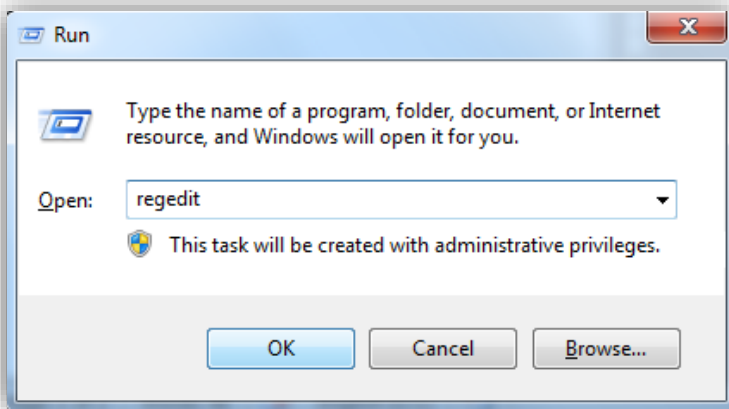 Run
Type the name of a program, folder, document, or Internet
resource, and Windows will open it for you.
Open: regedit
This task will be created with administrative privileges.
OK Cancel Browse...